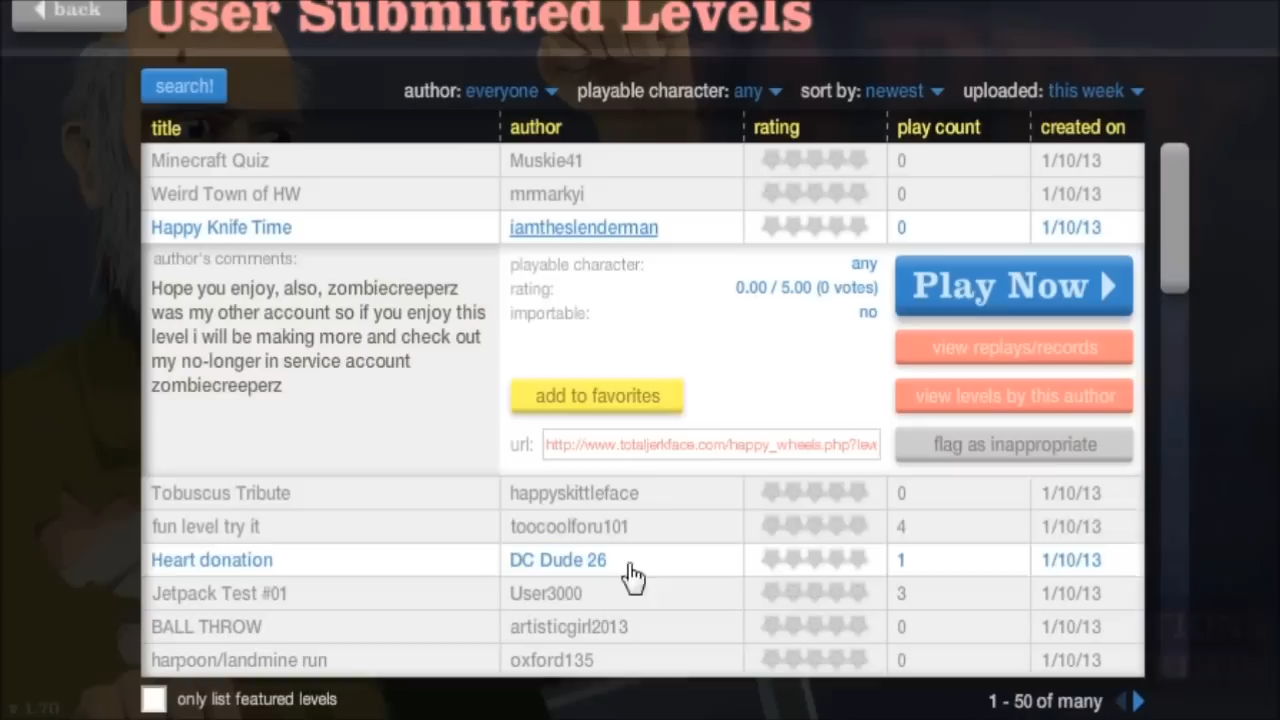 back
User Submitted Levels
search!
author: everyone playable character: any sort by: newest uploaded: this week
title author rating play count created on
Minecraft Quiz Muskie41 0 1/10/13
Weird Town of HW mrmarkyi 0 1/10/13
Happy Knife Time iamtheslenderman 0 1/10/13
author's comments:
Hope you enjoy, also, zombiecreeperz
was my other account so if you enjoy this
level i will be making more and check out
my no-longer in service account
zombiecreeperz
playable character: any
rating: 0.00 / 5.00 (0 votes)
importable: no
add to favorites
url: http://www.totaljerkface.com/happy_wheels.php?lev
Play Now
view replays/records
view levels by this author
flag as inappropriate
Tobuscus Tribute happyskittleface 0 1/10/13
fun level try it toocoolforu101 4 1/10/13
Heart donation DC Dude 26 1 1/10/13
Jetpack Test #01 User3000 3 1/10/13
BALL THROW artisticgirl2013 0 1/10/13
harpoon/landmine run oxford135 0 1/10/13
only list featured levels
1 - 50 of many
v 1.70